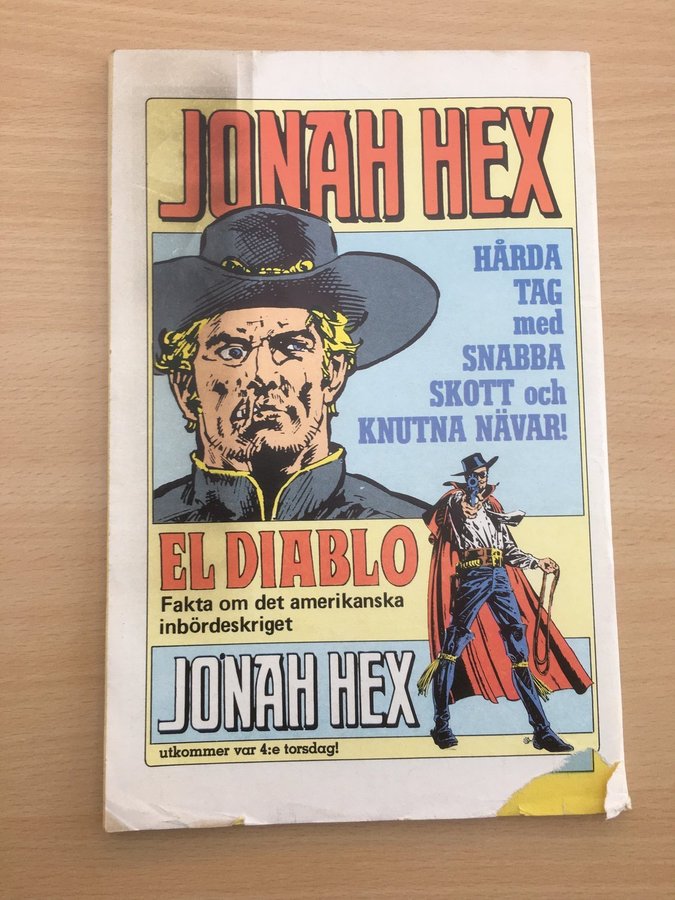 JONAH HEX
HÅRDA
TAG
med
SNABBA
SKOTT och
KNUTNA NÄVAR!
EL DIABLO
Fakta om det amerikanska
inbördeskriget
JONAH HEX
utkommer var 4:e torsdag!